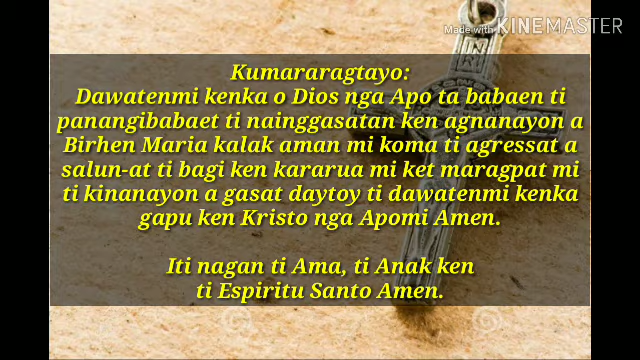 Made with KINEMASTER
Kumararagtayo:
Dawatenmi kenka o Dios nga Apo ta babaen ti
panangibabaet ti nainggasatan ken agnanayon a
Birhen Maria kalak aman mi koma ti agressat a
salun-at ti bagi ken kararua mi ket maragpat mi
ti kinanayon a gasat daytoy ti dawatenmi kenka
gapu ken Kristo nga Apomi Amen.
Iti nagan ti Ama, ti Anak ken
ti Espiritu Santo Amen.